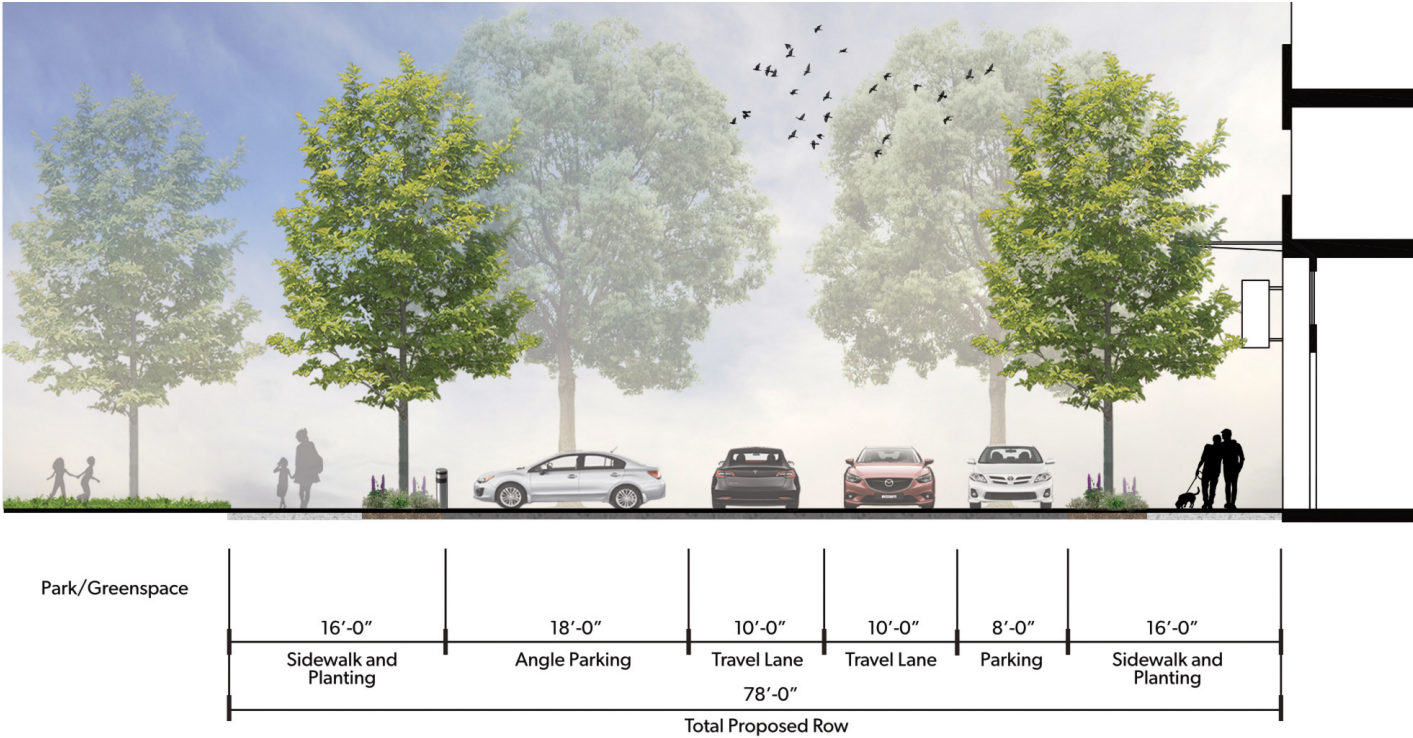 Park/Greenspace
16’-0”
18’-0”
10’-0”
10’-0”
8’-0”
16’-0”
Sidewalk and
Planting
Angle Parking
Travel Lane
Travel Lane
Parking
Sidewalk and
Planting
78’-0”
Total Proposed Row